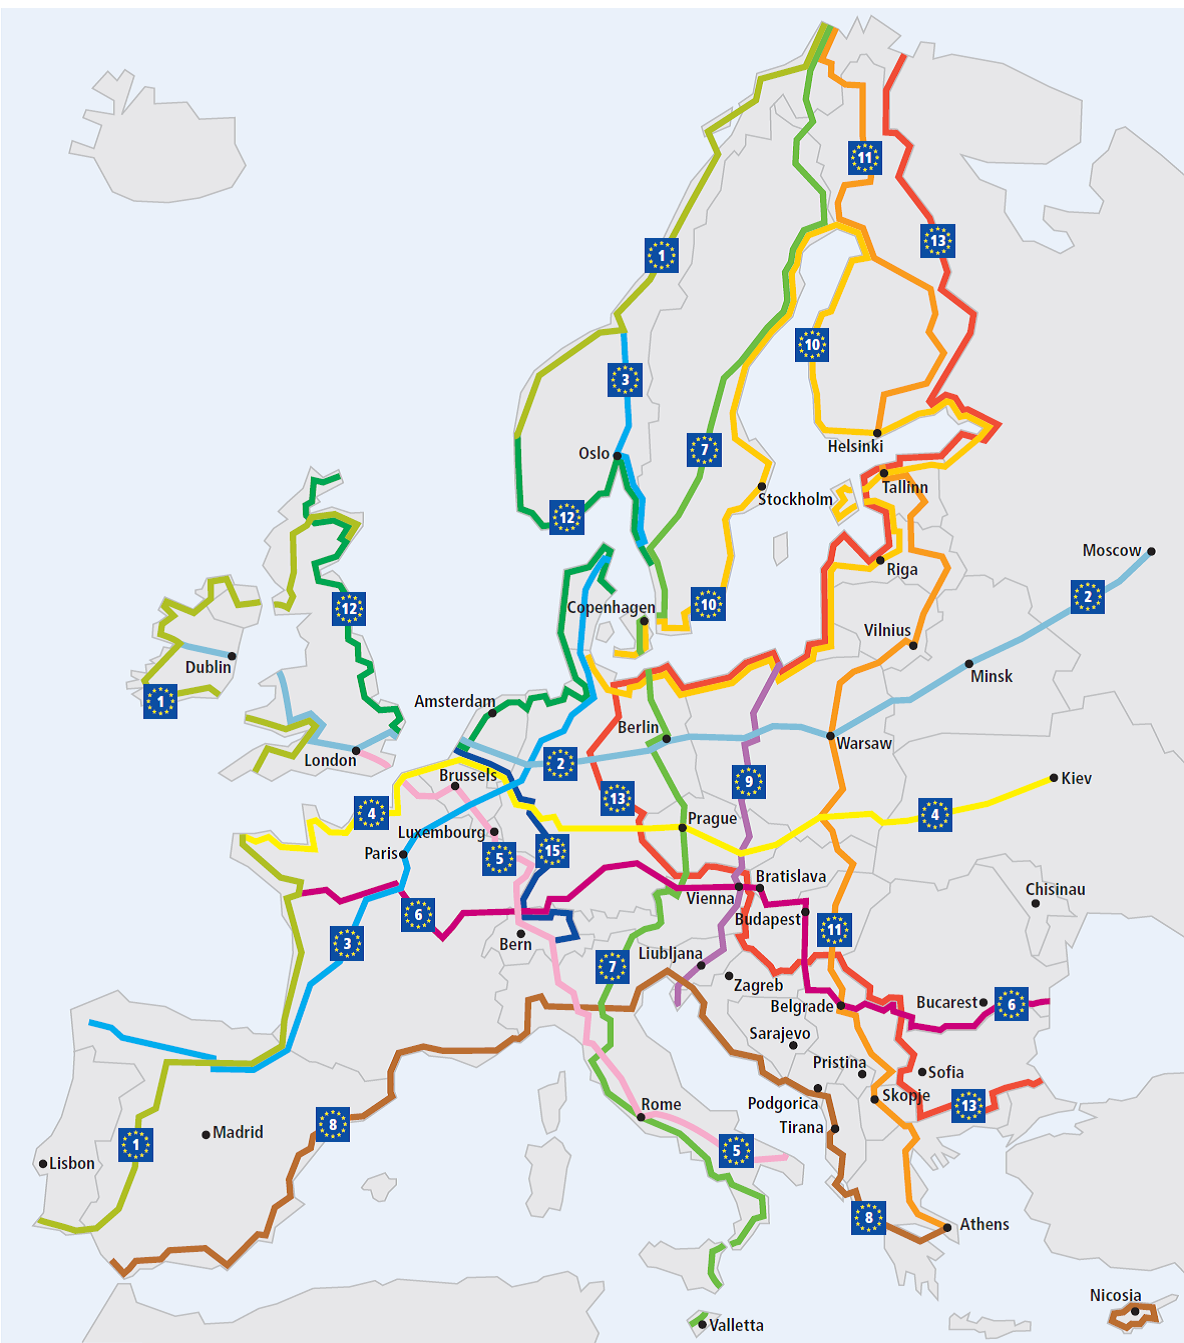 11
13
1
10
3
7
Oslo
Helsinki
Tallinn
Stockholm
12
Moscow
Riga
2
10
12
Copenhagen
Vilnius
Dublin
Minsk
1
Amsterdam
Berlin
Warsaw
London
2
Brussels
9
Kiev
13
4
4
Prague
Luxembourg
Paris
5
15
Bratislava
Chisinau
Vienna
6
Budapest
11
3
Bern
Liubljana
7
Zagreb
Belgrade
Bucarest
6
Sarajevo
Pristina
Sofia
Skopje
Podgorica
13
Rome
Tirana
8
Madrid
1
5
Lisbon
8
Athens
Nicosia
Valletta